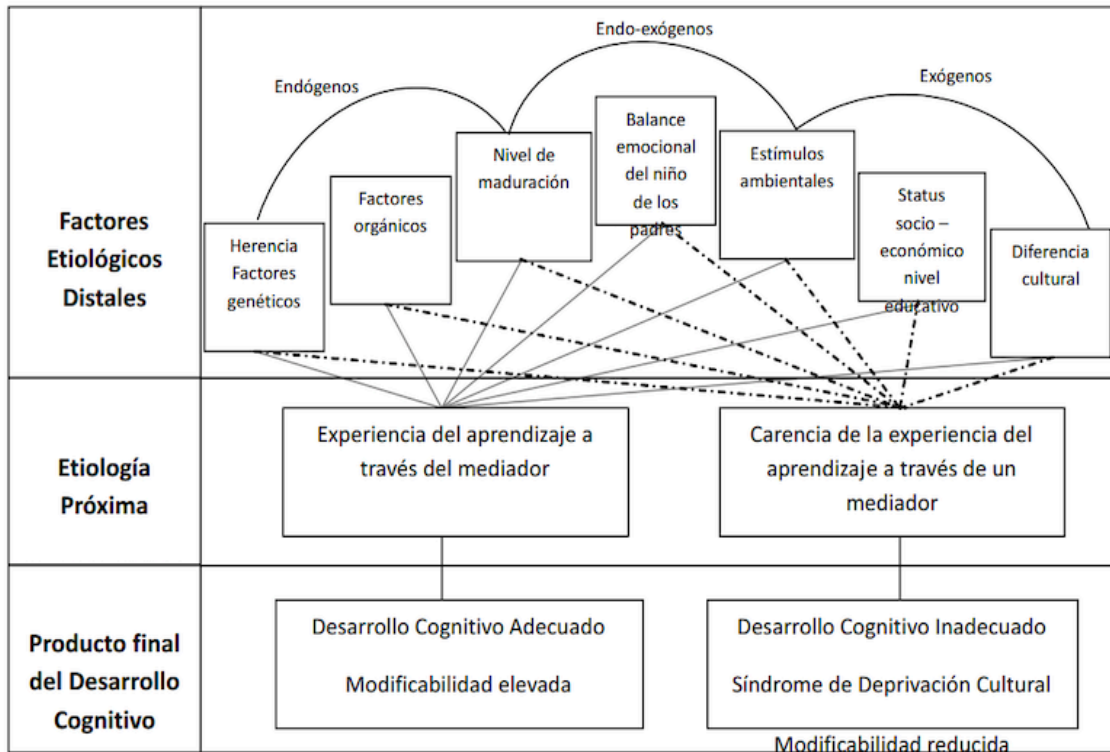 Factores
Etiológicos
Distales
Endógenos
Endo-exógenos
Exógenos
Herencia
Factores
genéticos
Factores
orgánicos
Nivel de
maduración
Balance
emocional
del niño
de los
padres
Estímulos
ambientales
Status
socio –
económico
nivel
educativo
Diferencia
cultural
Etiología
Próxima
Experiencia del aprendizaje a
través del mediador
Carencia de la experiencia del
aprendizaje a través de un
mediador
Producto final
del Desarrollo
Cognitivo
Desarrollo Cognitivo Adecuado
Modificabilidad elevada
Desarrollo Cognitivo Inadecuado
Síndrome de Deprivación Cultural
Modificabilidad reducida